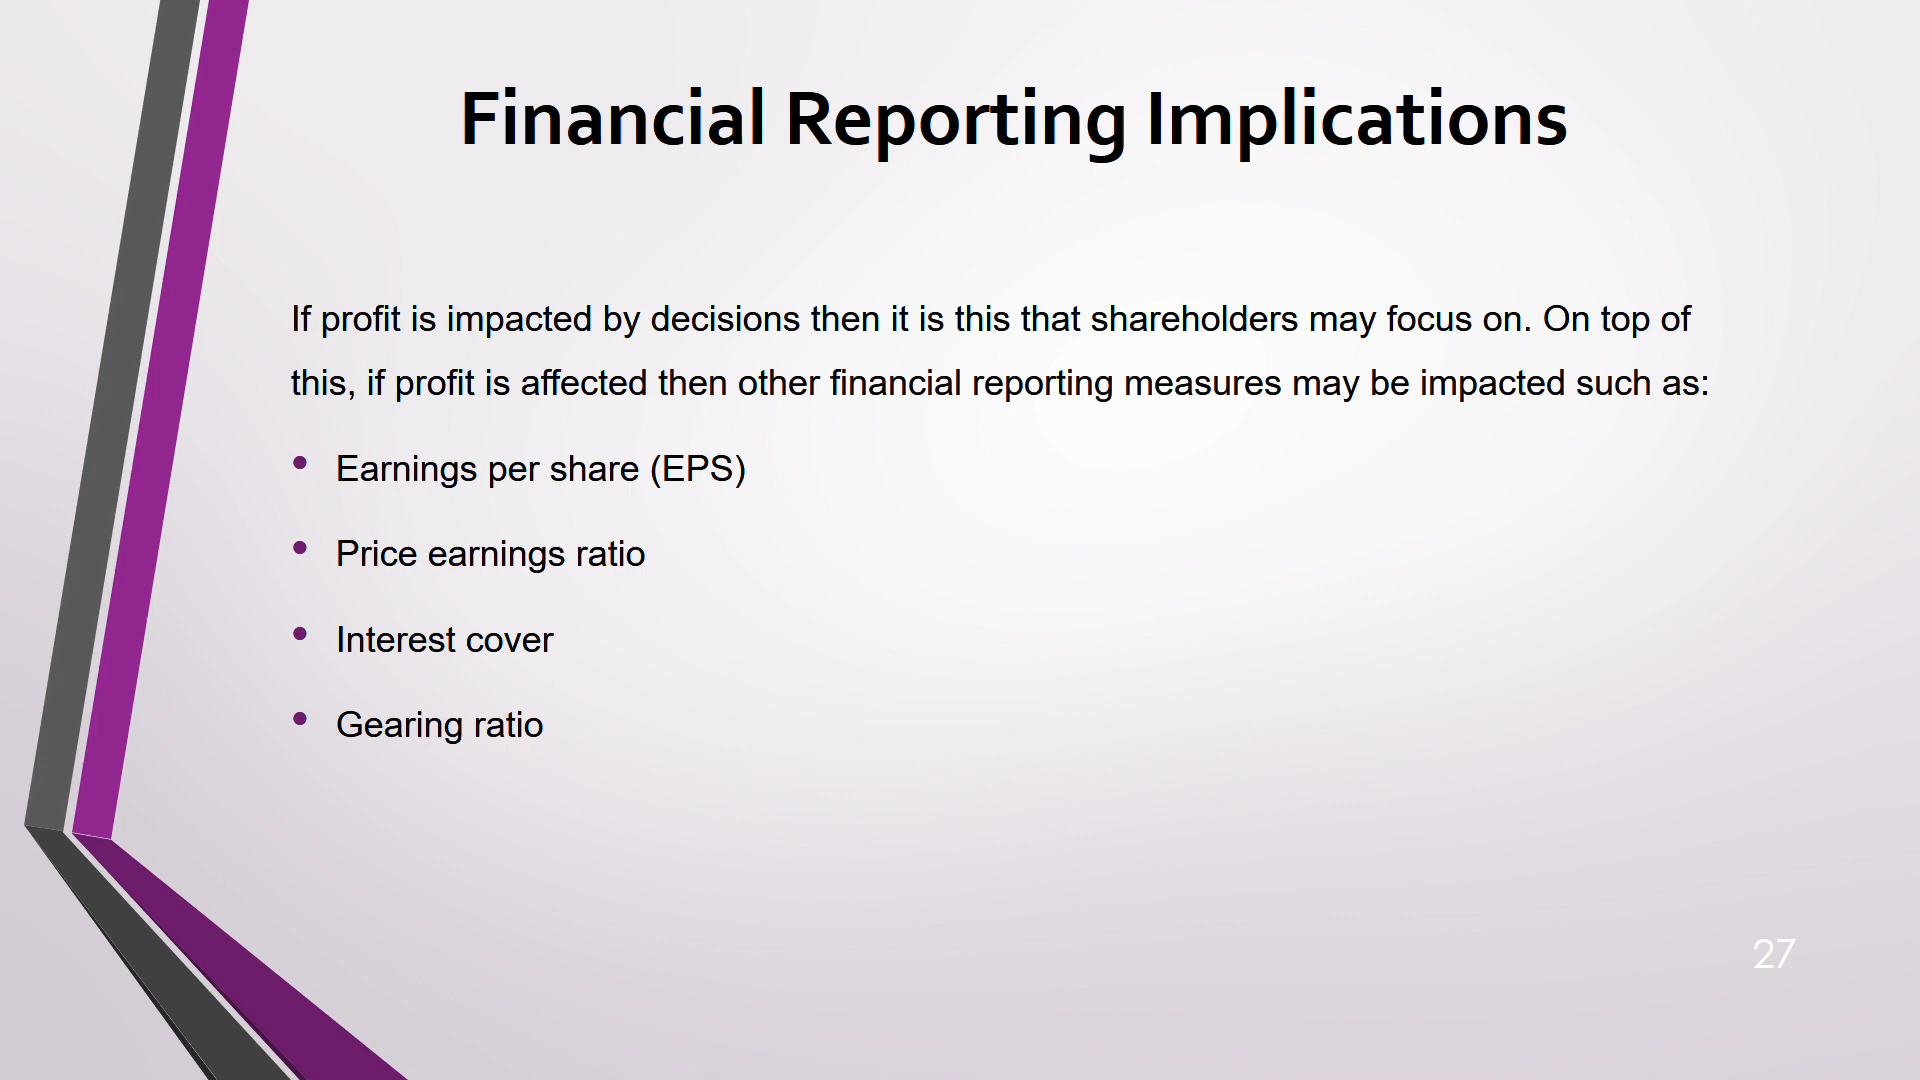 Financial Reporting Implications
If profit is impacted by decisions then it is this that shareholders may focus on. On top of
this, if profit is affected then other financial reporting measures may be impacted such as:
• Earnings per share (EPS)
• Price earnings ratio
• Interest cover
• Gearing ratio
27